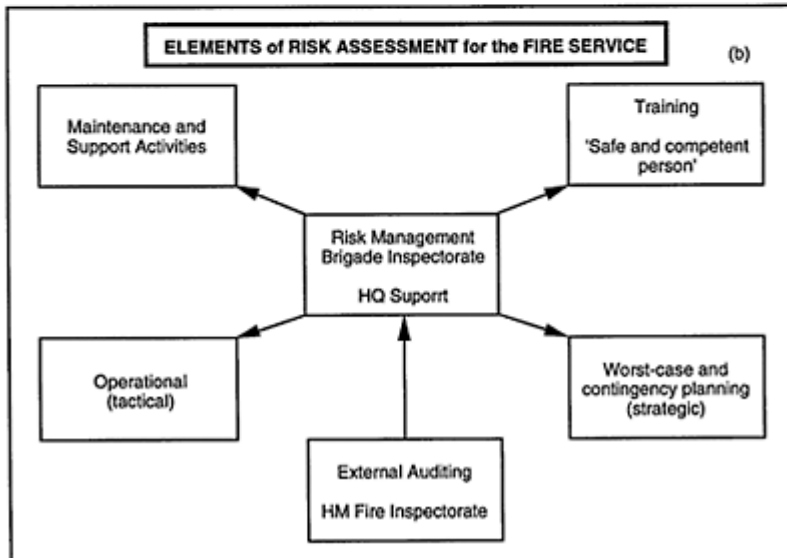 ELEMENTS of RISK ASSESSMENT for the FIRE SERVICE
(b)
Maintenance and
Support Activities
Training
'Safe and competent
person'
Risk Management
Brigade Inspectorate
HQ Suporrt
Operational
(tactical)
Worst-case and
contingency planning
(strategic)
External Auditing
HM Fire Inspectorate